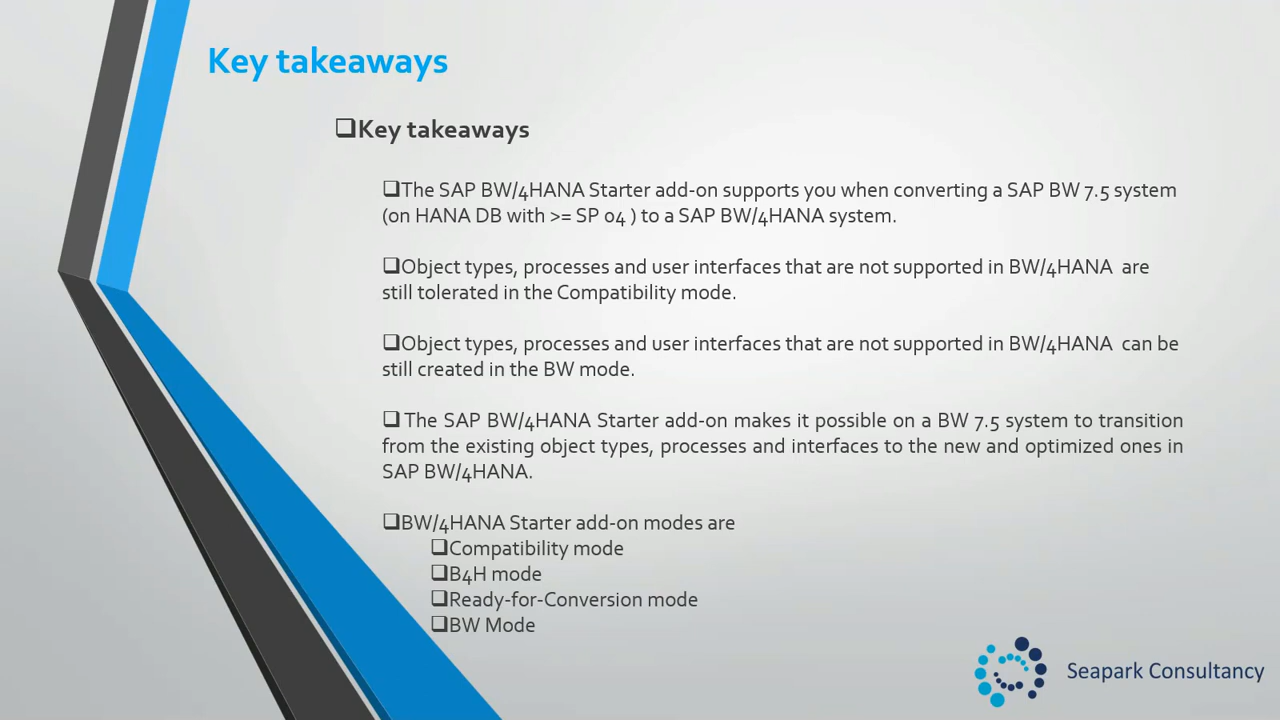 Key takeaways
❑Key takeaways
❑The SAP BW/4HANA Starter add-on supports you when converting a SAP BW 7.5 system
(on HANA DB with >= SP 04 ) to a SAP BW/4HANA system.
❑Object types, processes and user interfaces that are not supported in BW/4HANA  are
still tolerated in the Compatibility mode.
❑Object types, processes and user interfaces that are not supported in BW/4HANA  can be
still created in the BW mode.
❑ The SAP BW/4HANA Starter add-on makes it possible on a BW 7.5 system to transition
from the existing object types, processes and interfaces to the new and optimized ones in
SAP BW/4HANA.
❑BW/4HANA Starter add-on modes are
❑Compatibility mode
❑B4H mode
❑Ready-for-Conversion mode
❑BW Mode
Seapark Consultancy